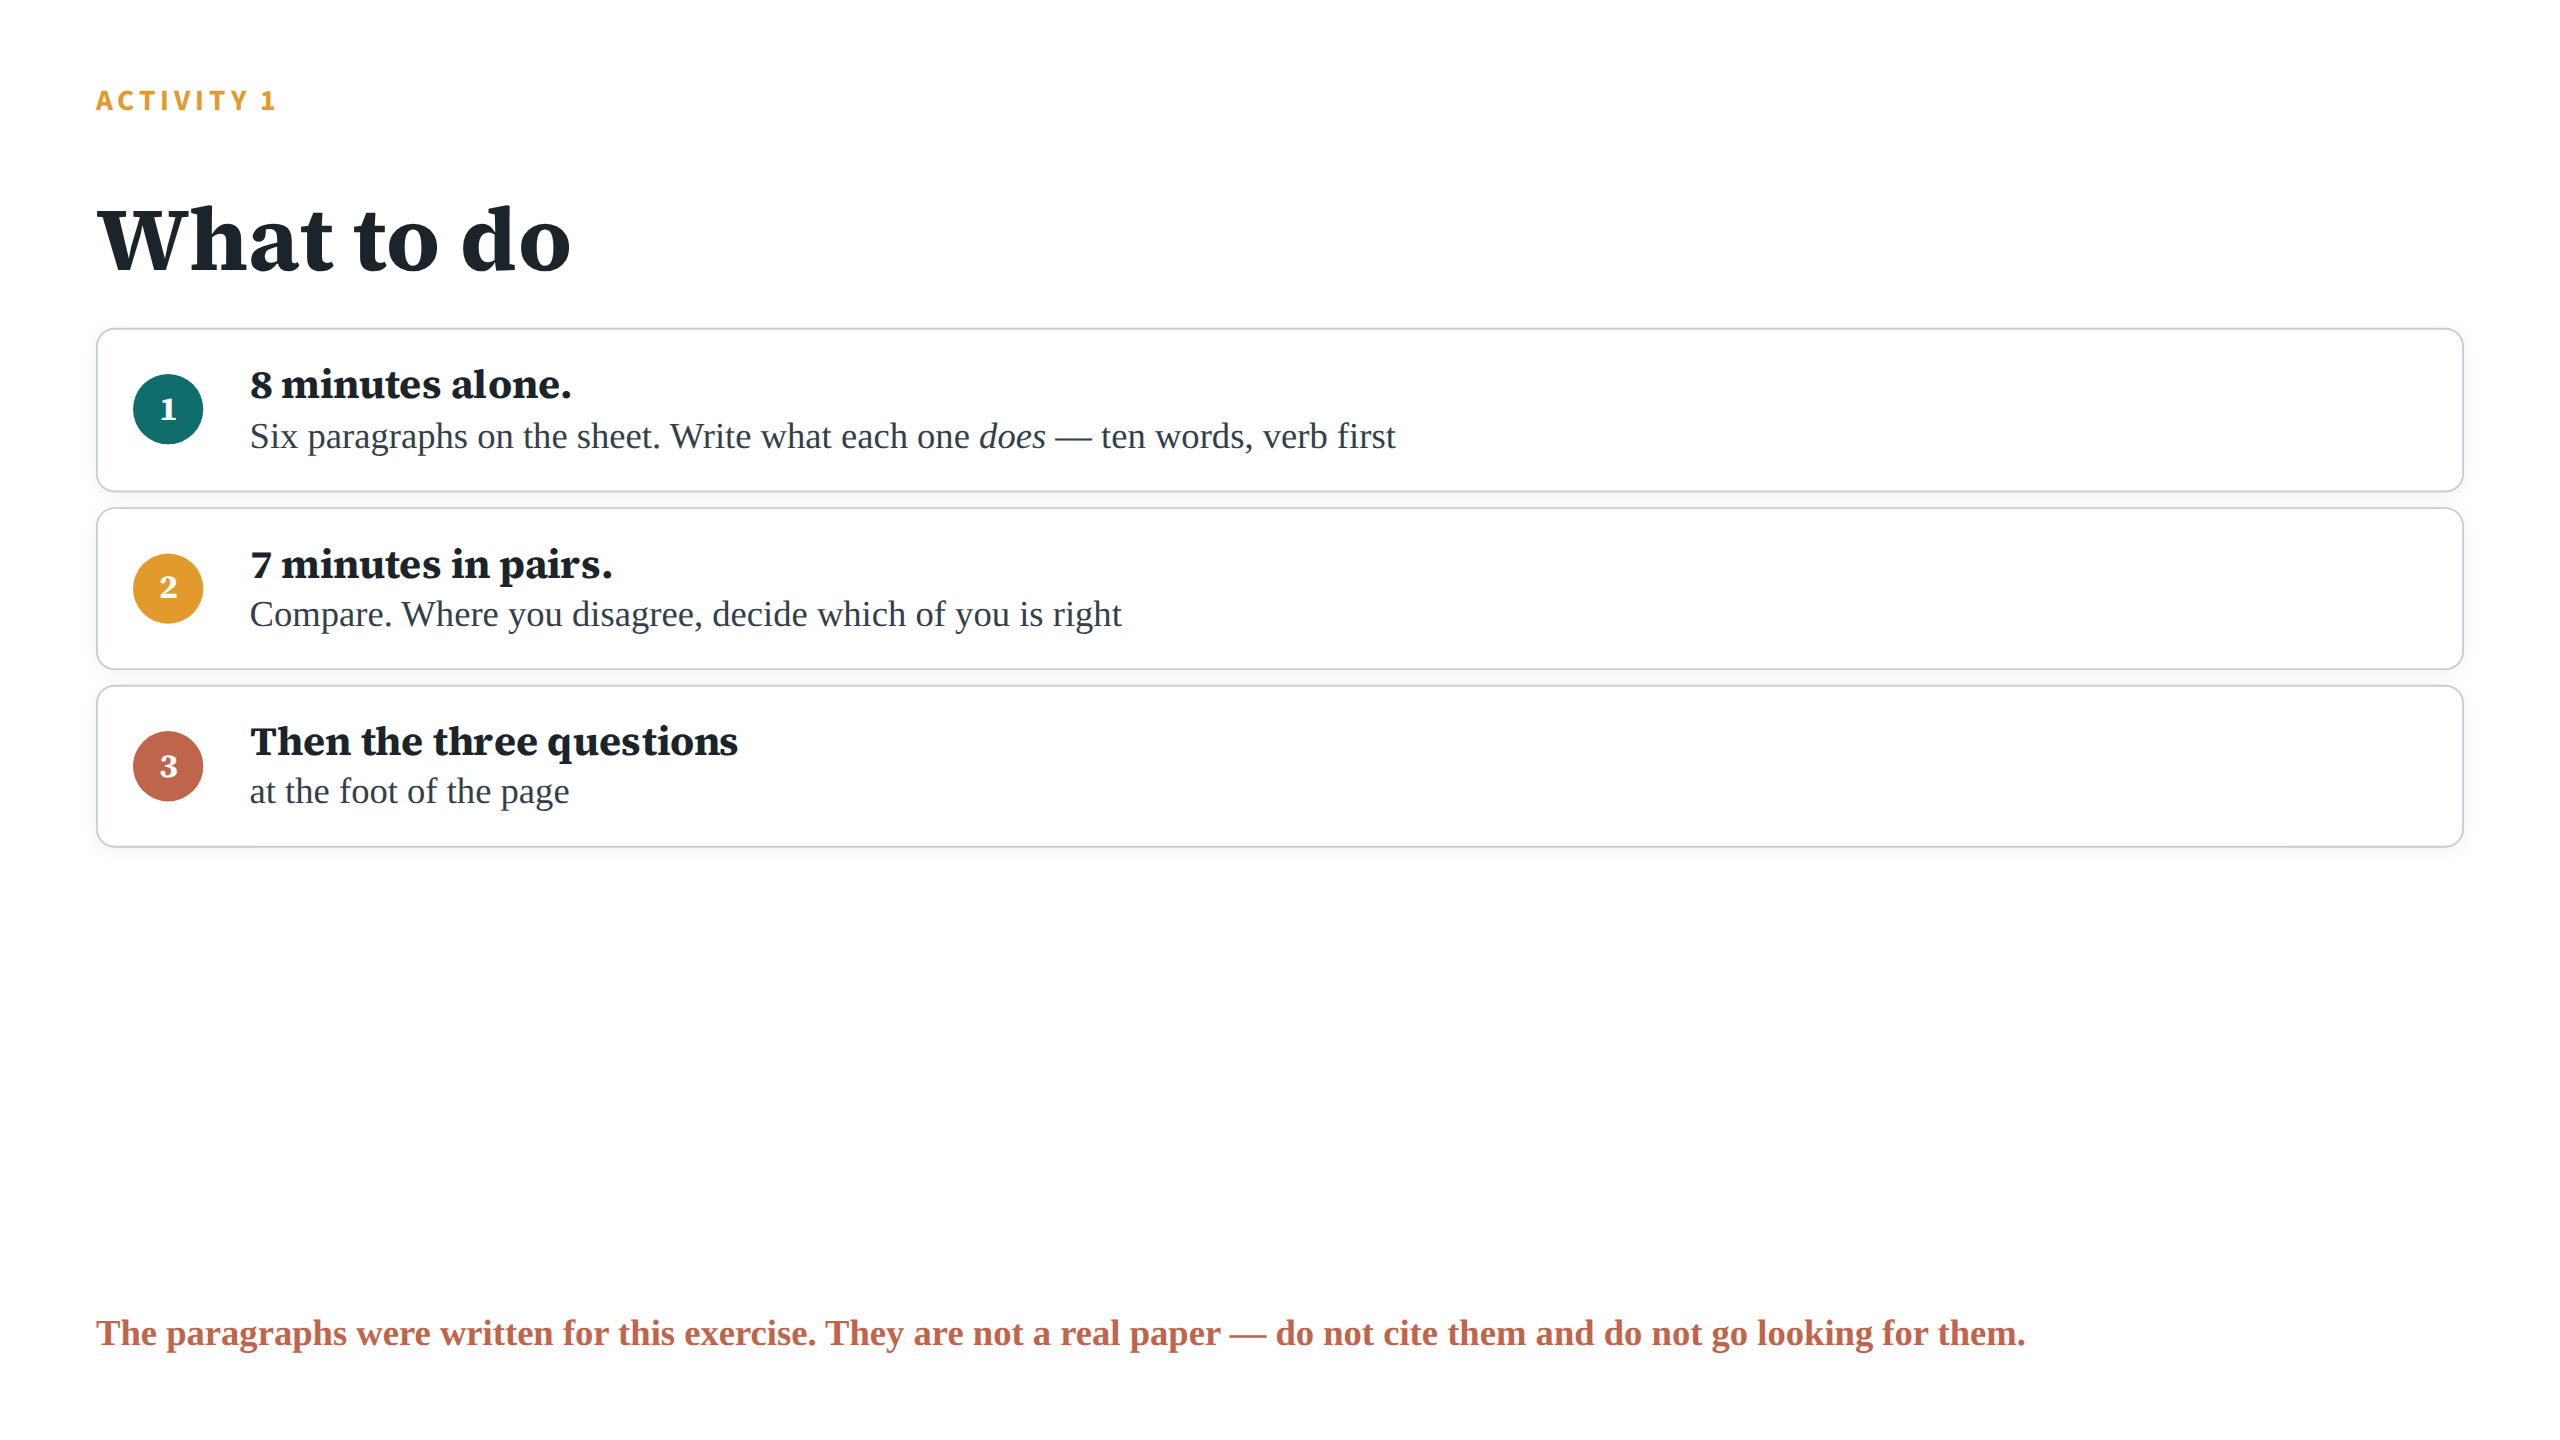 ACTIVITY 1
What to do
1
8 minutes alone.
Six paragraphs on the sheet. Write what each one does — ten words, verb first
2
7 minutes in pairs.
Compare. Where you disagree, decide which of you is right
3
Then the three questions
at the foot of the page
The paragraphs were written for this exercise. They are not a real paper — do not cite them and do not go looking for them.